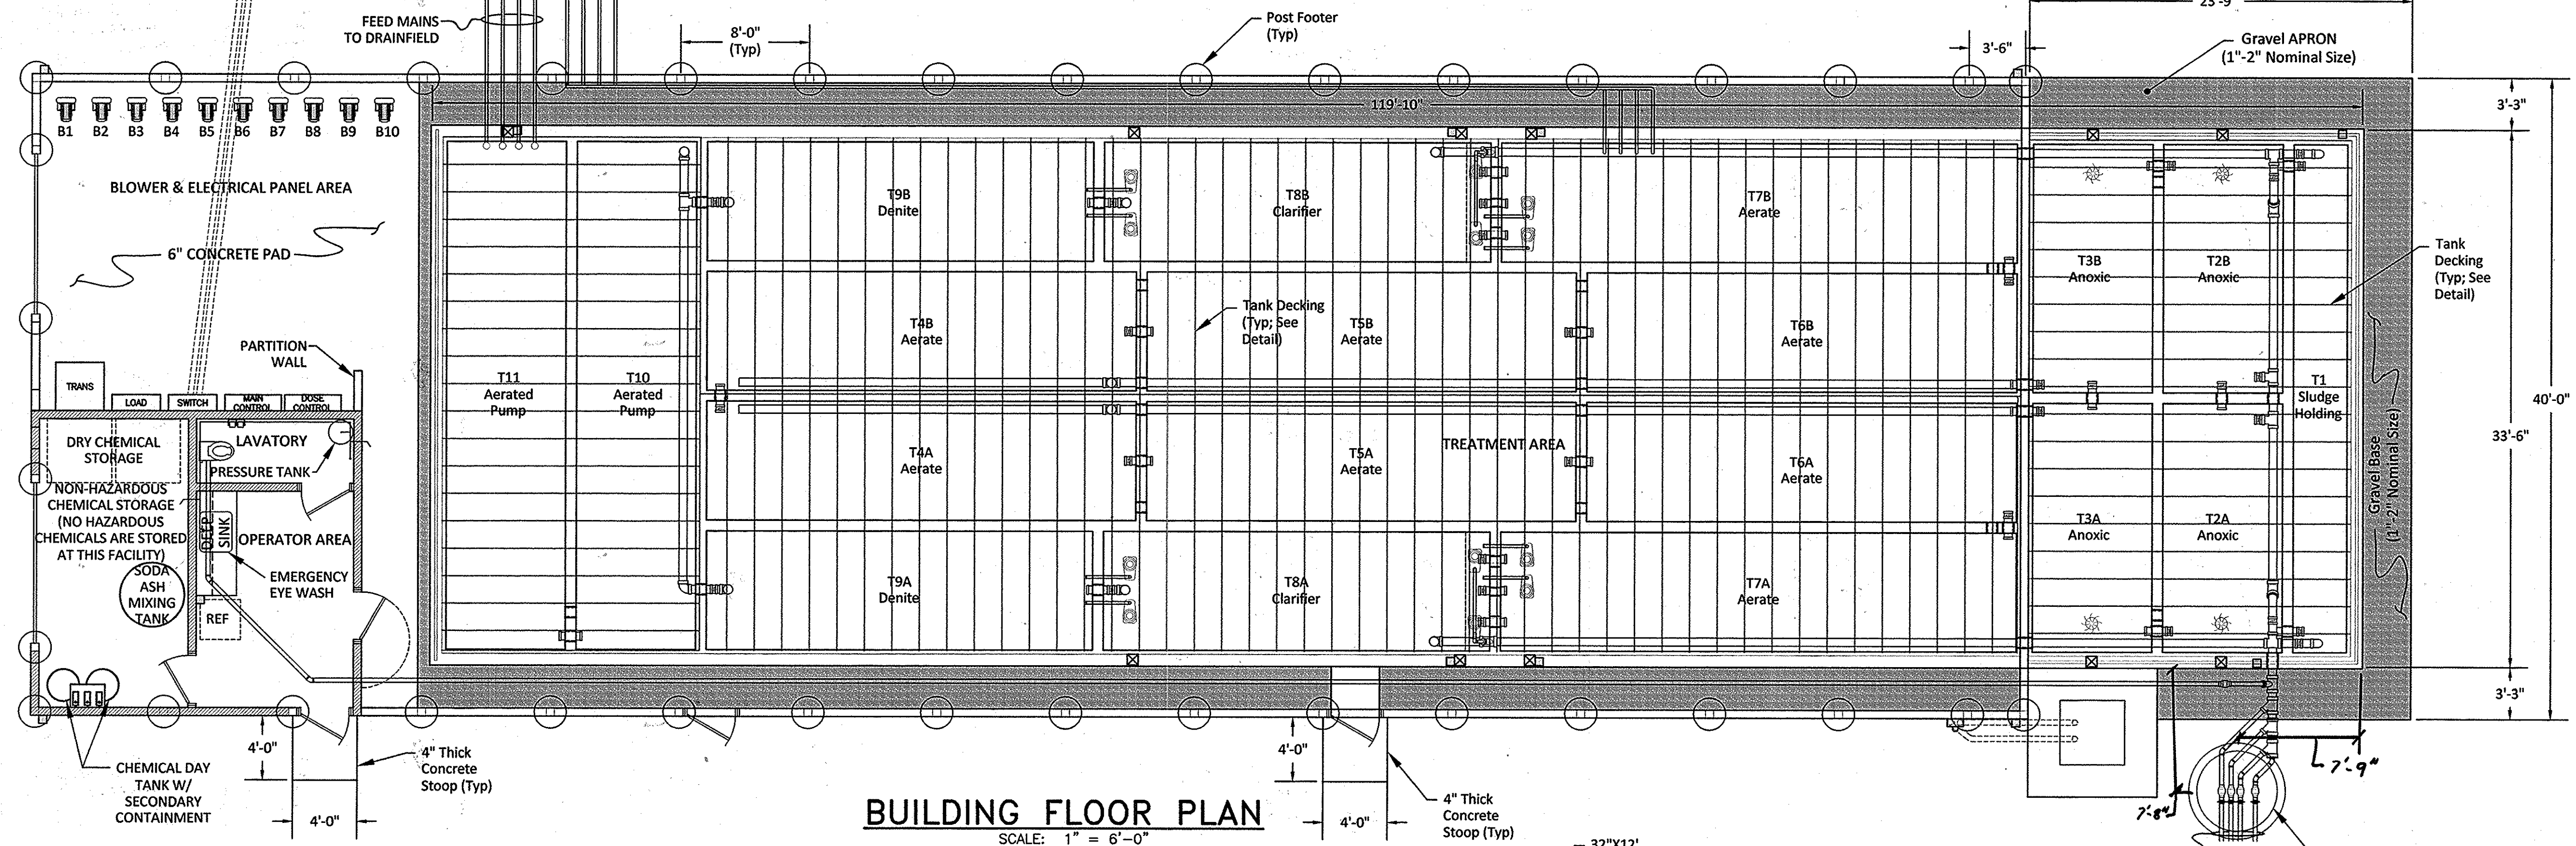 FEED MAINS
TO DRAINFIELD
8'-0"
(Typ)
Post Footer
(Typ)
3'-6"
23'-9"
Gravel APRON
(1"-2" Nominal Size)
119'-10"
3'-3"
B1 B2 B3 B4 B5 B6 B7 B8 B9 B10
BLOWER & ELECTRICAL PANEL AREA
6" CONCRETE PAD
T9B
Denite
T8B
Clarifier
T7B
Aerate
T3B
Anoxic
T2B
Anoxic
Tank
Decking
(Typ; See
Detail)
T4B
Aerate
Tank Decking
(Typ; See
Detail)
T5B
Aerate
T6B
Aerate
PARTITION
WALL
TRANS
LOAD
SWITCH
MAIN
CONTROL
DOSE
CONTROL
T11
Aerated
Pump
T10
Aerated
Pump
T1
Sludge
Holding
Gravel Base
(1"-2" Nominal Size)
40'-0"
33'-6"
DRY CHEMICAL
STORAGE
LAVATORY
PRESSURE TANK
NON-HAZARDOUS
CHEMICAL STORAGE
(NO HAZARDOUS
CHEMICALS ARE STORED
AT THIS FACILITY)
DEEP
SINK
OPERATOR AREA
EMERGENCY
EYE WASH
SODA
ASH
MIXING
TANK
REF
T4A
Aerate
T5A
Aerate
TREATMENT AREA
T6A
Aerate
T3A
Anoxic
T2A
Anoxic
T9A
Denite
T8A
Clarifier
T7A
Aerate
3'-3"
4'-0"
4'-0"
4" Thick
Concrete
Stoop (Typ)
CHEMICAL DAY
TANK W/
SECONDARY
CONTAINMENT
4'-0"
4'-0"
4" Thick
Concrete
Stoop (Typ)
7'-9"
7'-8"
BUILDING FLOOR PLAN
SCALE: 1" = 6'-0"
32"X12'